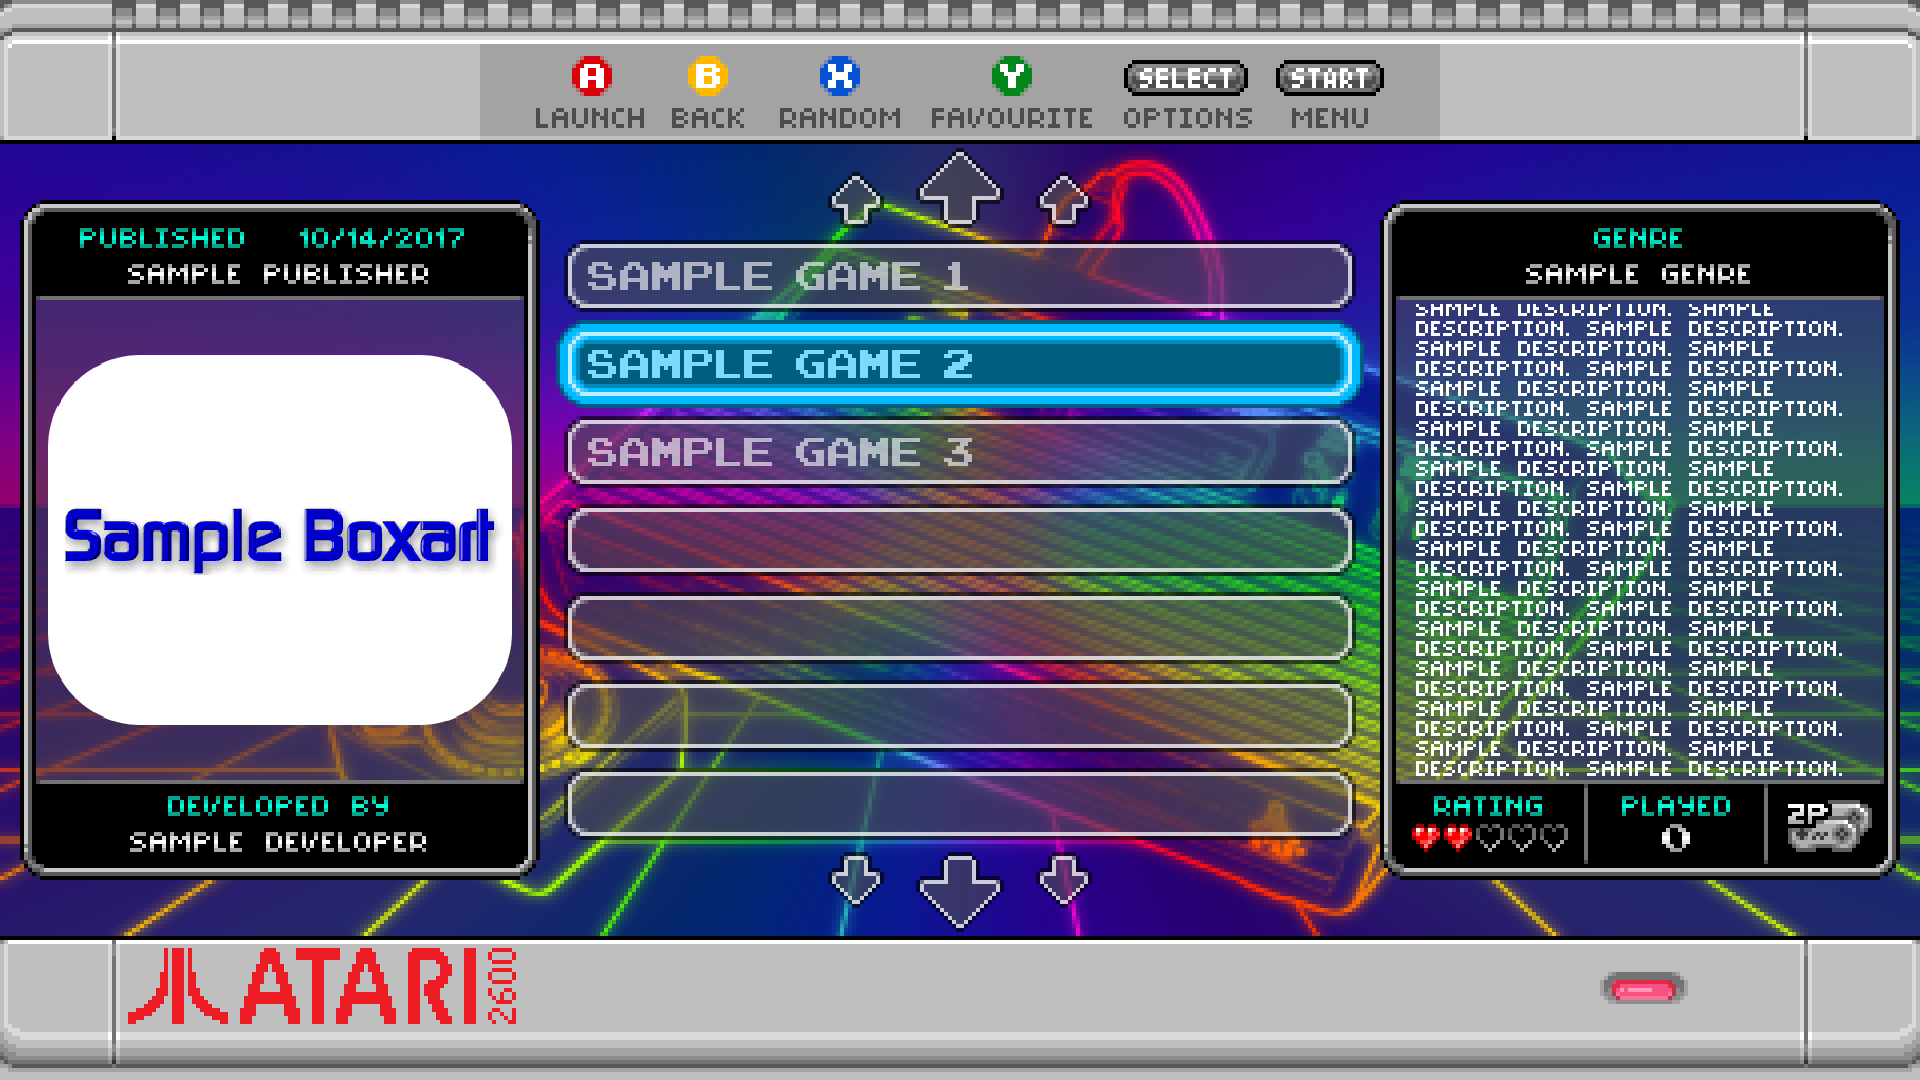 A B X Y SELECT START
LAUNCH BACK RANDOM FAVOURITE OPTIONS MENU
PUBLISHED 10/14/2017
SAMPLE PUBLISHER
Sample Boxart
DEVELOPED BY
SAMPLE DEVELOPER
SAMPLE GAME 1
SAMPLE GAME 2
SAMPLE GAME 3
GENRE
SAMPLE GENRE
SAMPLE DESCRIPTION. SAMPLE
DESCRIPTION. SAMPLE DESCRIPTION.
SAMPLE DESCRIPTION. SAMPLE
DESCRIPTION. SAMPLE DESCRIPTION.
SAMPLE DESCRIPTION. SAMPLE
DESCRIPTION. SAMPLE DESCRIPTION.
SAMPLE DESCRIPTION. SAMPLE
DESCRIPTION. SAMPLE DESCRIPTION.
SAMPLE DESCRIPTION. SAMPLE
DESCRIPTION. SAMPLE DESCRIPTION.
SAMPLE DESCRIPTION. SAMPLE
DESCRIPTION. SAMPLE DESCRIPTION.
SAMPLE DESCRIPTION. SAMPLE
DESCRIPTION. SAMPLE DESCRIPTION.
SAMPLE DESCRIPTION. SAMPLE
DESCRIPTION. SAMPLE DESCRIPTION.
SAMPLE DESCRIPTION. SAMPLE
DESCRIPTION. SAMPLE DESCRIPTION.
SAMPLE DESCRIPTION. SAMPLE
DESCRIPTION. SAMPLE DESCRIPTION.
SAMPLE DESCRIPTION. SAMPLE
DESCRIPTION. SAMPLE DESCRIPTION.
SAMPLE DESCRIPTION. SAMPLE
DESCRIPTION. SAMPLE DESCRIPTION.
RATING PLAYED 2P
0
ATARI 2600